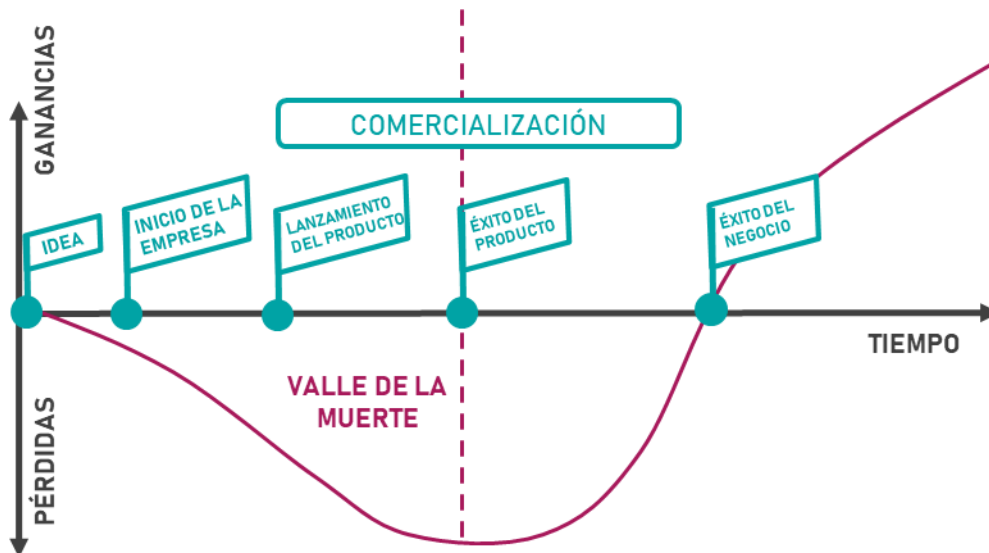 GANANCIAS
COMERCIALIZACIÓN
IDEA
INICIO DE LA
EMPRESA
LANZAMIENTO
DEL PRODUCTO
ÉXITO DEL
PRODUCTO
ÉXITO DEL
NEGOCIO
TIEMPO
VALLE DE LA
MUERTE
PÉRDIDAS